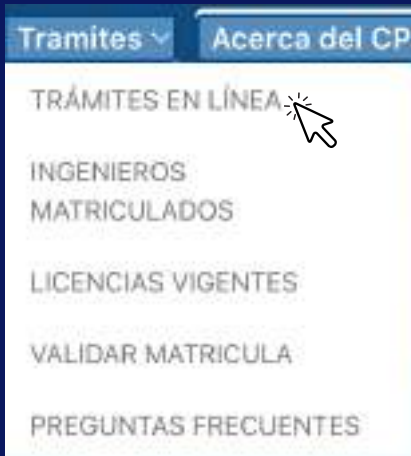 Tramites
Acerca del CP
TRÁMITES EN LÍNEA
INGENIEROS
MATRICULADOS
LICENCIAS VIGENTES
VALIDAR MATRICULA
PREGUNTAS FRECUENTES